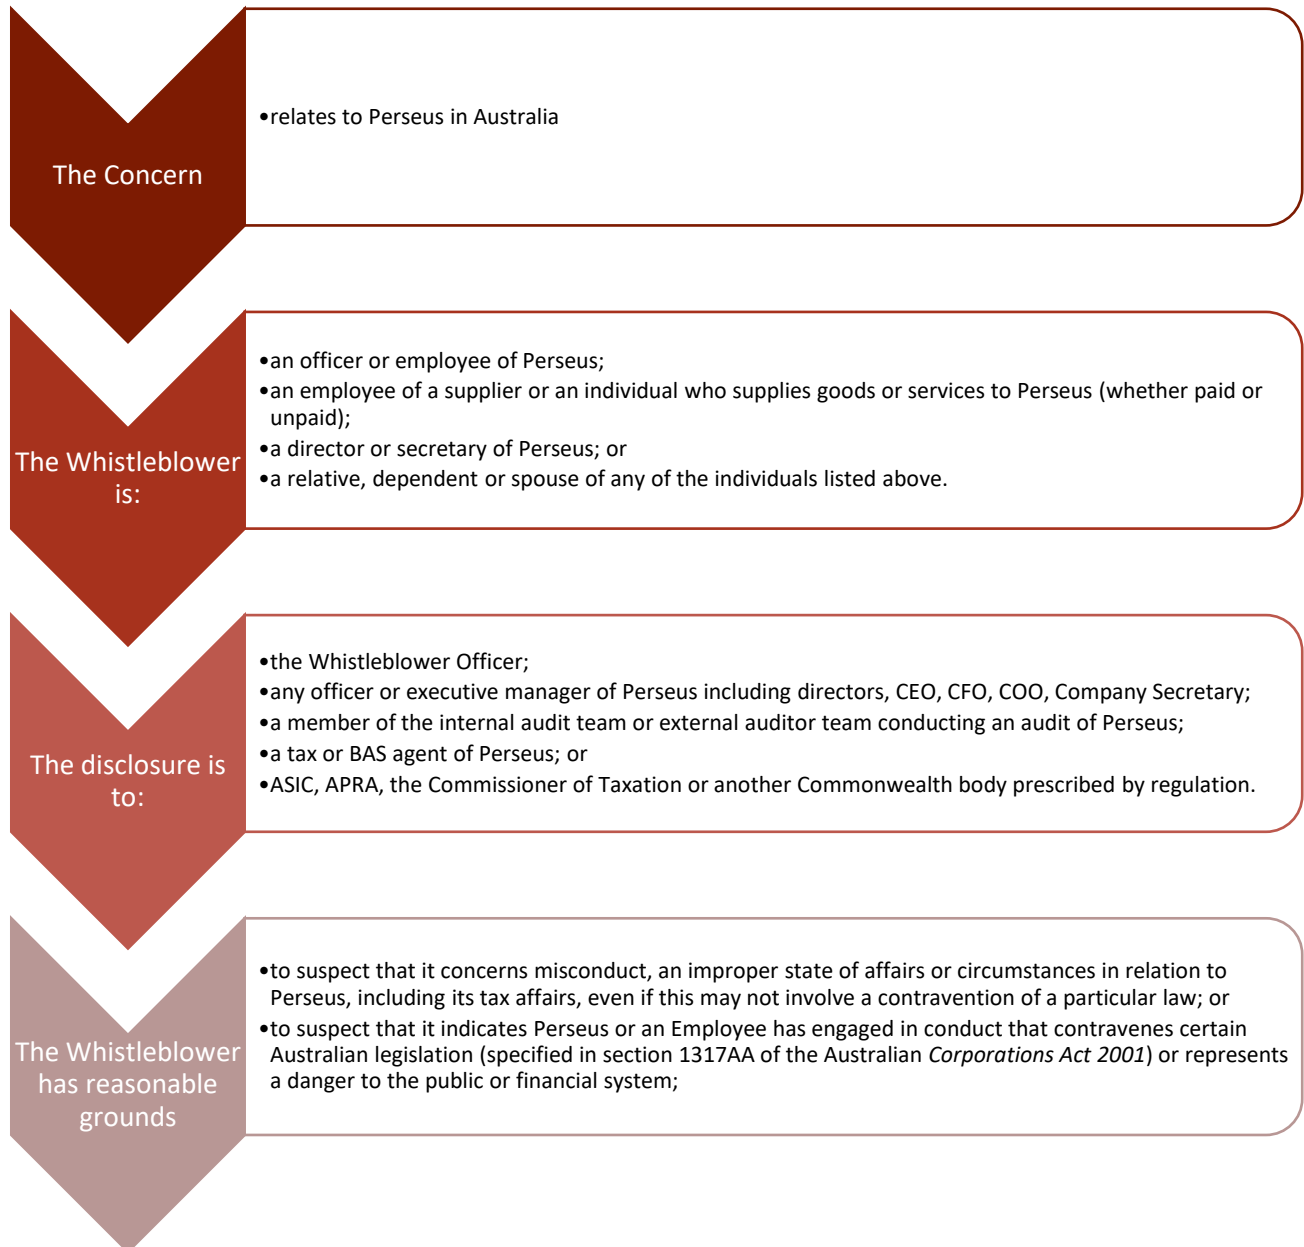 The Concern
•relates to Perseus in Australia
The Whistleblower
is:
•an officer or employee of Perseus;
•an employee of a supplier or an individual who supplies goods or services to Perseus (whether paid or
unpaid);
•a director or secretary of Perseus; or
•a relative, dependent or spouse of any of the individuals listed above.
The disclosure is
to:
•the Whistleblower Officer;
•any officer or executive manager of Perseus including directors, CEO, CFO, COO, Company Secretary;
•a member of the internal audit team or external auditor team conducting an audit of Perseus;
•a tax or BAS agent of Perseus; or
•ASIC, APRA, the Commissioner of Taxation or another Commonwealth body prescribed by regulation.
The Whistleblower
has reasonable
grounds
•to suspect that it concerns misconduct, an improper state of affairs or circumstances in relation to
Perseus, including its tax affairs, even if this may not involve a contravention of a particular law; or
•to suspect that it indicates Perseus or an Employee has engaged in conduct that contravenes certain
Australian legislation (specified in section 1317AA of the Australian Corporations Act 2001) or represents
a danger to the public or financial system;